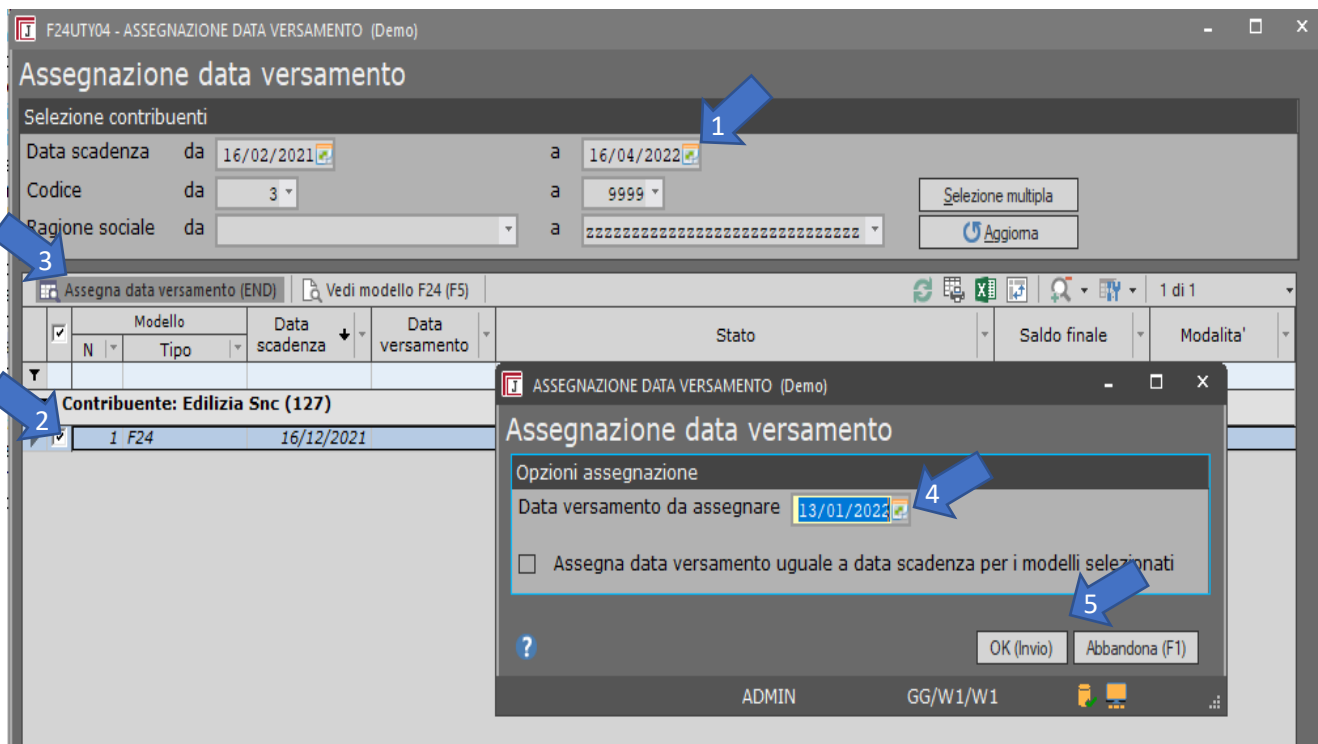 F24UTY04 - ASSEGNAZIONE DATA VERSAMENTO (Demo)
Assegnazione data versamento
Selezione contribuenti
1
Data scadenza da 16/02/2021 a 16/04/2022
Codice da 3 a 9999 Selezione multipla
Ragione sociale da a zzzzzzzzzzzzzzzzzzzzzzzzzzzzzz Aggiorna
3
Assegna data versamento (END) Vedi modello F24 (F5) 1 di 1
Modello Data scadenza Data versamento Stato Saldo finale Modalita'
N Tipo
2
Contribuente: Edilizia Snc (127)
1 F24 16/12/2021
ASSEGNAZIONE DATA VERSAMENTO (Demo)
Assegnazione data versamento
Opzioni assegnazione
4
Data versamento da assegnare 13/01/2022
Assegna data versamento uguale a data scadenza per i modelli selezionati
5
? OK (Invio) Abbandona (F1)
ADMIN GG/W1/W1